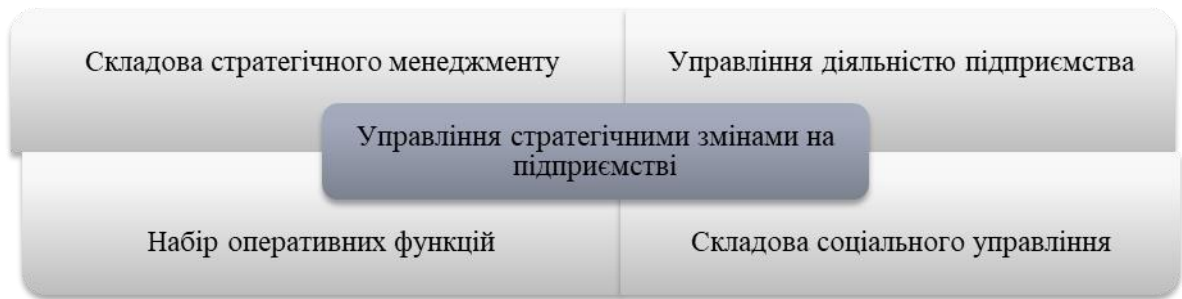 Складова стратегічного менеджменту
Управління діяльністю підприємства
Управління стратегічними змінами на
підприємстві
Набір оперативних функцій
Складова соціального управління